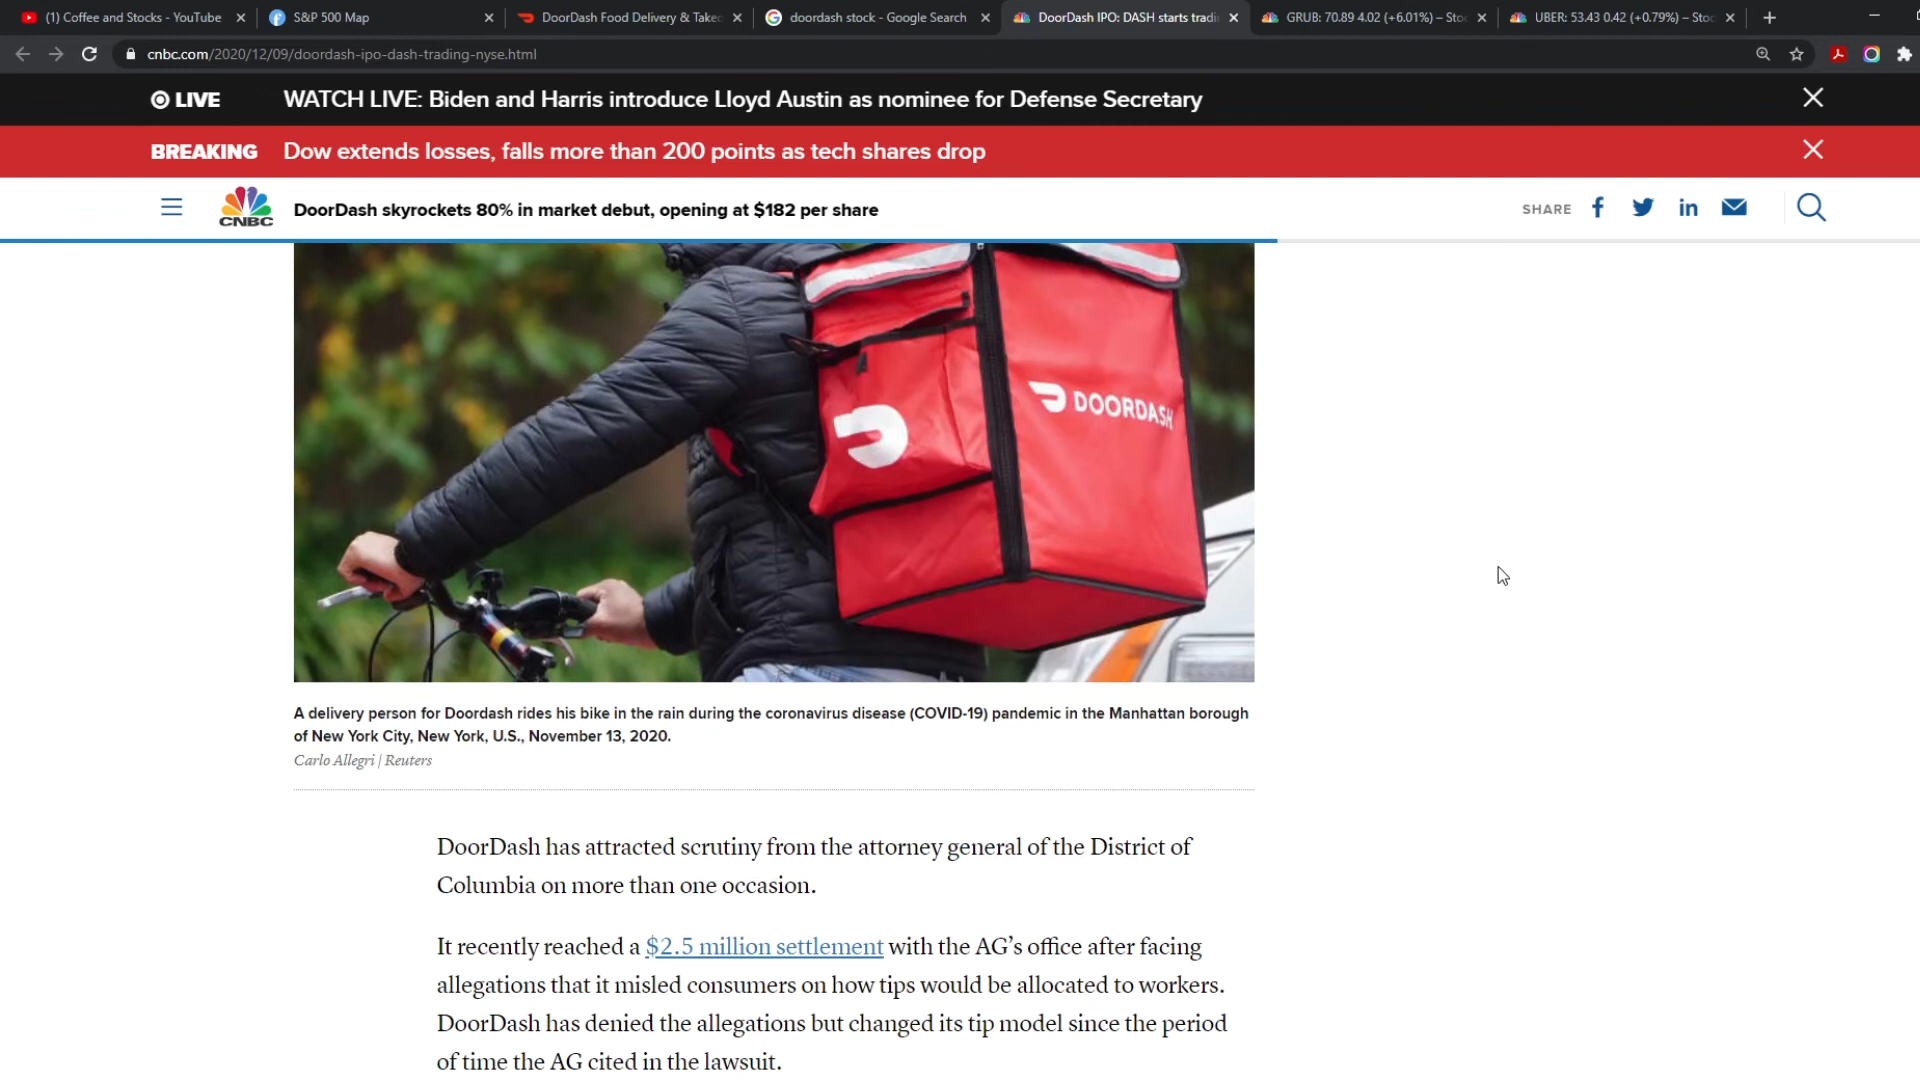 (1) Coffee and Stocks - YouTube
S&P 500 Map
DoorDash Food Delivery & Takeo
doordash stock - Google Search
DoorDash IPO: DASH starts tradi
GRUB: 70.89 4.02 (+6.01%) – Stoc
UBER: 53.43 0.42 (+0.79%) – Stoc
cnbc.com/2020/12/09/doordash-ipo-dash-trading-nyse.html
LIVE
WATCH LIVE: Biden and Harris introduce Lloyd Austin as nominee for Defense Secretary
BREAKING
Dow extends losses, falls more than 200 points as tech shares drop
CNBC
DoorDash skyrockets 80% in market debut, opening at $182 per share
SHARE
DOORDASH
A delivery person for Doordash rides his bike in the rain during the coronavirus disease (COVID-19) pandemic in the Manhattan borough
of New York City, New York, U.S., November 13, 2020.
Carlo Allegri | Reuters
DoorDash has attracted scrutiny from the attorney general of the District of
Columbia on more than one occasion.
It recently reached a $2.5 million settlement with the AG’s office after facing
allegations that it misled consumers on how tips would be allocated to workers.
DoorDash has denied the allegations but changed its tip model since the period
of time the AG cited in the lawsuit.